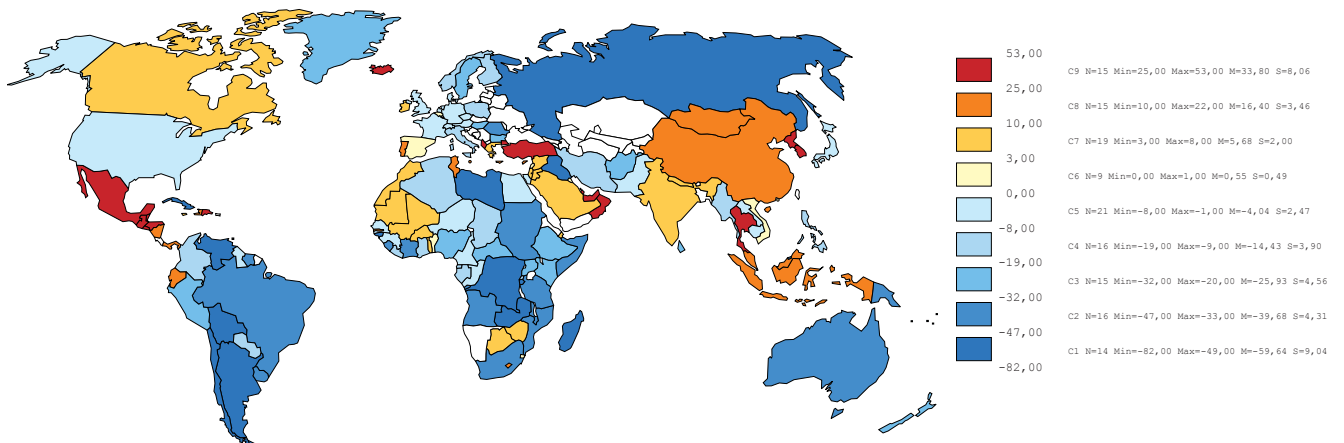 53,00
C9 N=15 Min=25,00 Max=53,00 M=33,80 S=8,06
25,00
C8 N=15 Min=10,00 Max=22,00 M=16,40 S=3,46
10,00
C7 N=19 Min=3,00 Max=8,00 M=5,68 S=2,00
3,00
C6 N=9 Min=0,00 Max=1,00 M=0,55 S=0,49
0,00
C5 N=21 Min=-8,00 Max=-1,00 M=-4,04 S=2,47
-8,00
C4 N=16 Min=-19,00 Max=-9,00 M=-14,43 S=3,90
-19,00
C3 N=15 Min=-32,00 Max=-20,00 M=-25,93 S=4,56
-32,00
C2 N=16 Min=-47,00 Max=-33,00 M=-39,68 S=4,31
-47,00
C1 N=14 Min=-82,00 Max=-49,00 M=-59,64 S=9,04
-82,00